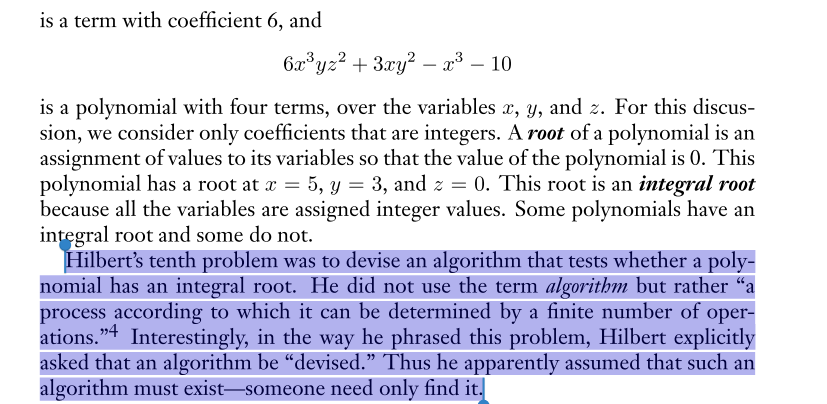 is a term with coefficient 6, and
6x³yz² + 3xy² − x³ − 10
is a polynomial with four terms, over the variables x, y, and z. For this discus-
sion, we consider only coefficients that are integers. A root of a polynomial is an
assignment of values to its variables so that the value of the polynomial is 0. This
polynomial has a root at x = 5, y = 3, and z = 0. This root is an integral root
because all the variables are assigned integer values. Some polynomials have an
integral root and some do not.
Hilbert’s tenth problem was to devise an algorithm that tests whether a poly-
nomial has an integral root. He did not use the term algorithm but rather “a
process according to which it can be determined by a finite number of oper-
ations.”⁴ Interestingly, in the way he phrased this problem, Hilbert explicitly
asked that an algorithm be “devised.” Thus he apparently assumed that such an
algorithm must exist—someone need only find it.